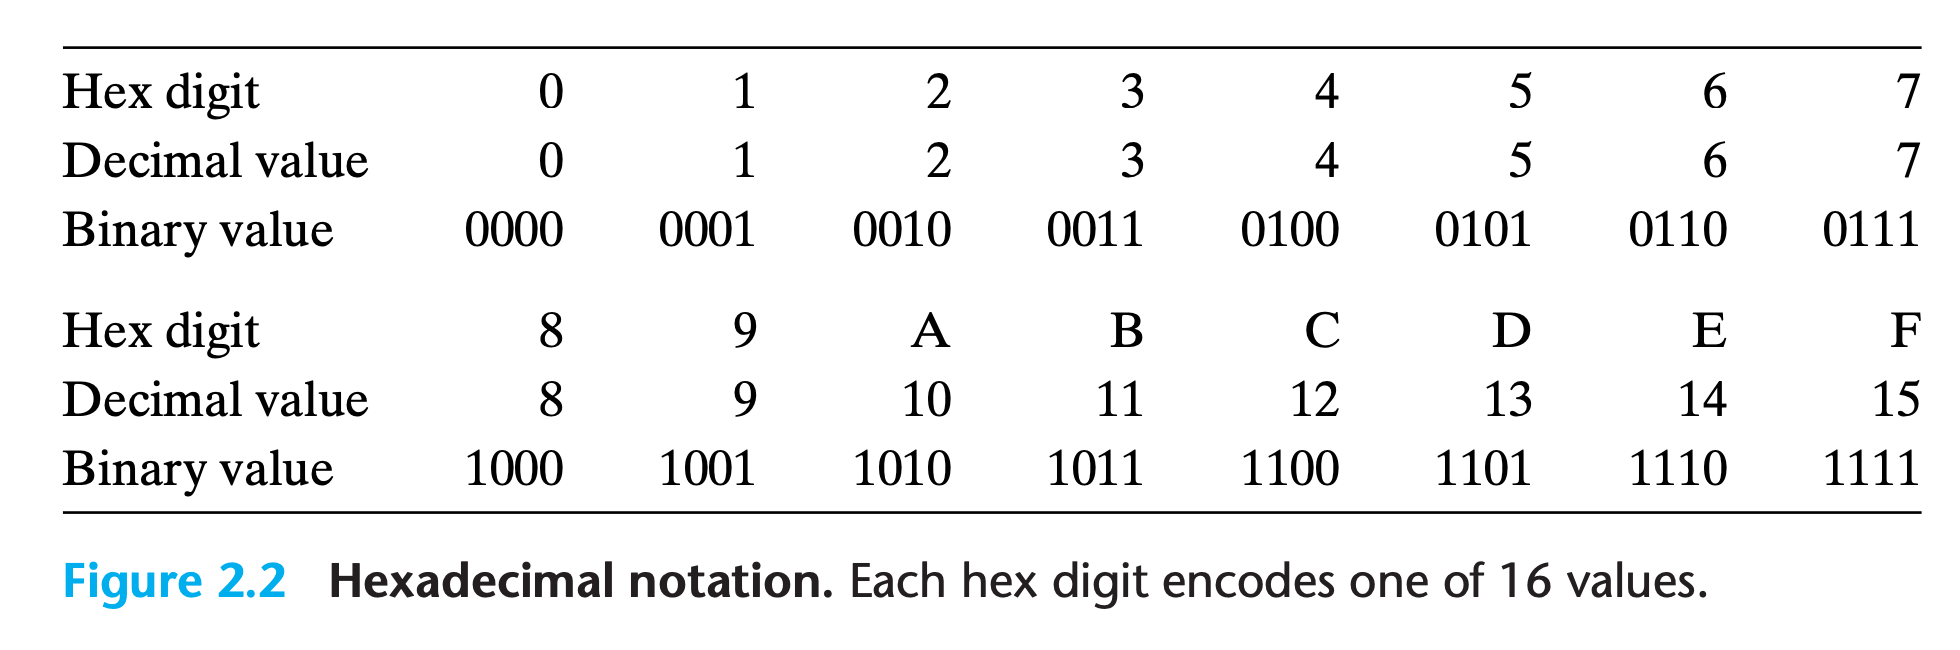 Hex digit 0 1 2 3 4 5 6 7
Decimal value 0 1 2 3 4 5 6 7
Binary value 0000 0001 0010 0011 0100 0101 0110 0111
Hex digit 8 9 A B C D E F
Decimal value 8 9 10 11 12 13 14 15
Binary value 1000 1001 1010 1011 1100 1101 1110 1111
Figure 2.2 Hexadecimal notation. Each hex digit encodes one of 16 values.